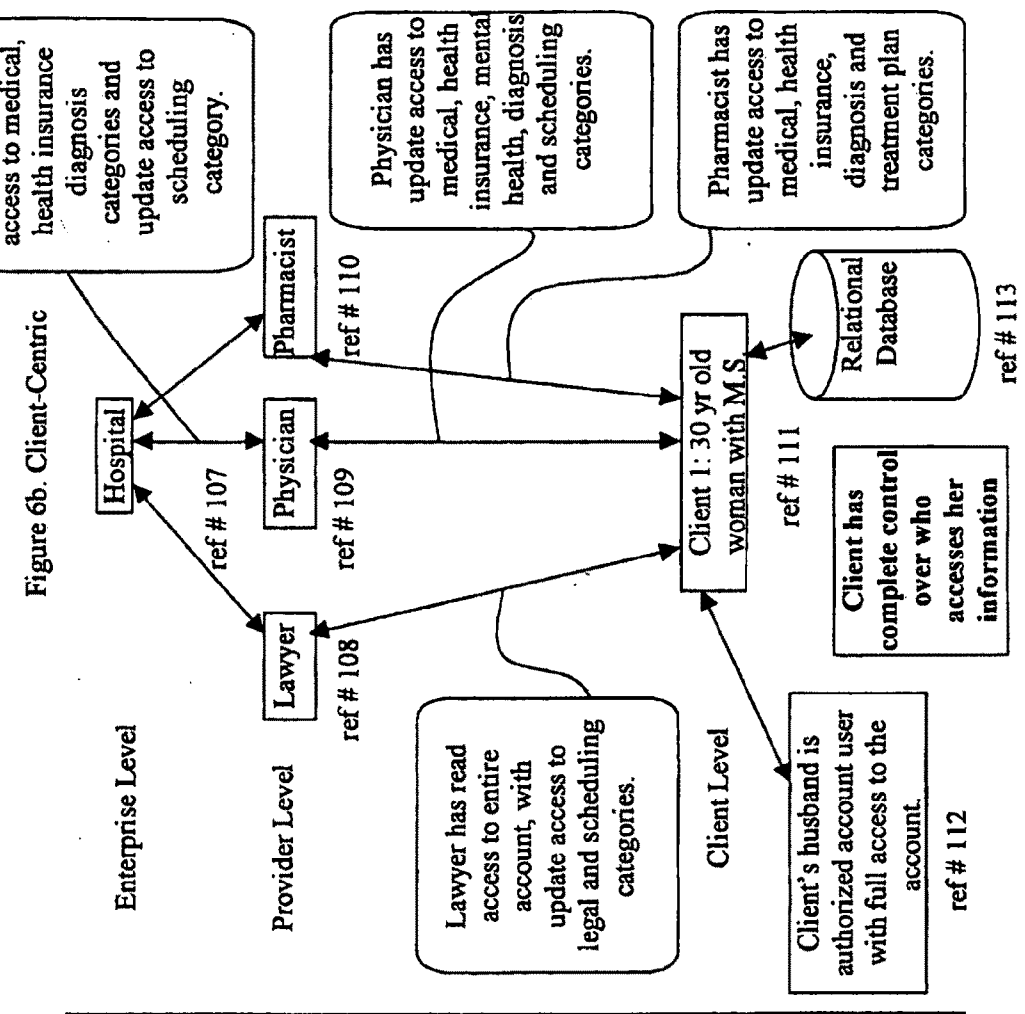 Figure 6b. Client-Centric
Enterprise Level
Hospital
ref # 107
access to medical,
health insurance
diagnosis
categories and
update access to
scheduling
category.
Provider Level
Lawyer
ref # 108
Physician
ref # 109
Pharmacist
ref # 110
Physician has
update access to
medical, health
insurance, mental
health, diagnosis
and scheduling
categories.
Lawyer has read
access to entire
account, with
update access to
legal and scheduling
categories.
Pharmacist has
update access to
medical, health
insurance,
diagnosis and
treatment plan
categories.
Client Level
Client 1: 30 yr old
woman with M.S.
ref # 111
Client's husband is
authorized account user
with full access to the
account.
ref # 112
Client has
complete control
over who
accesses her
information
Relational
Database
ref # 113